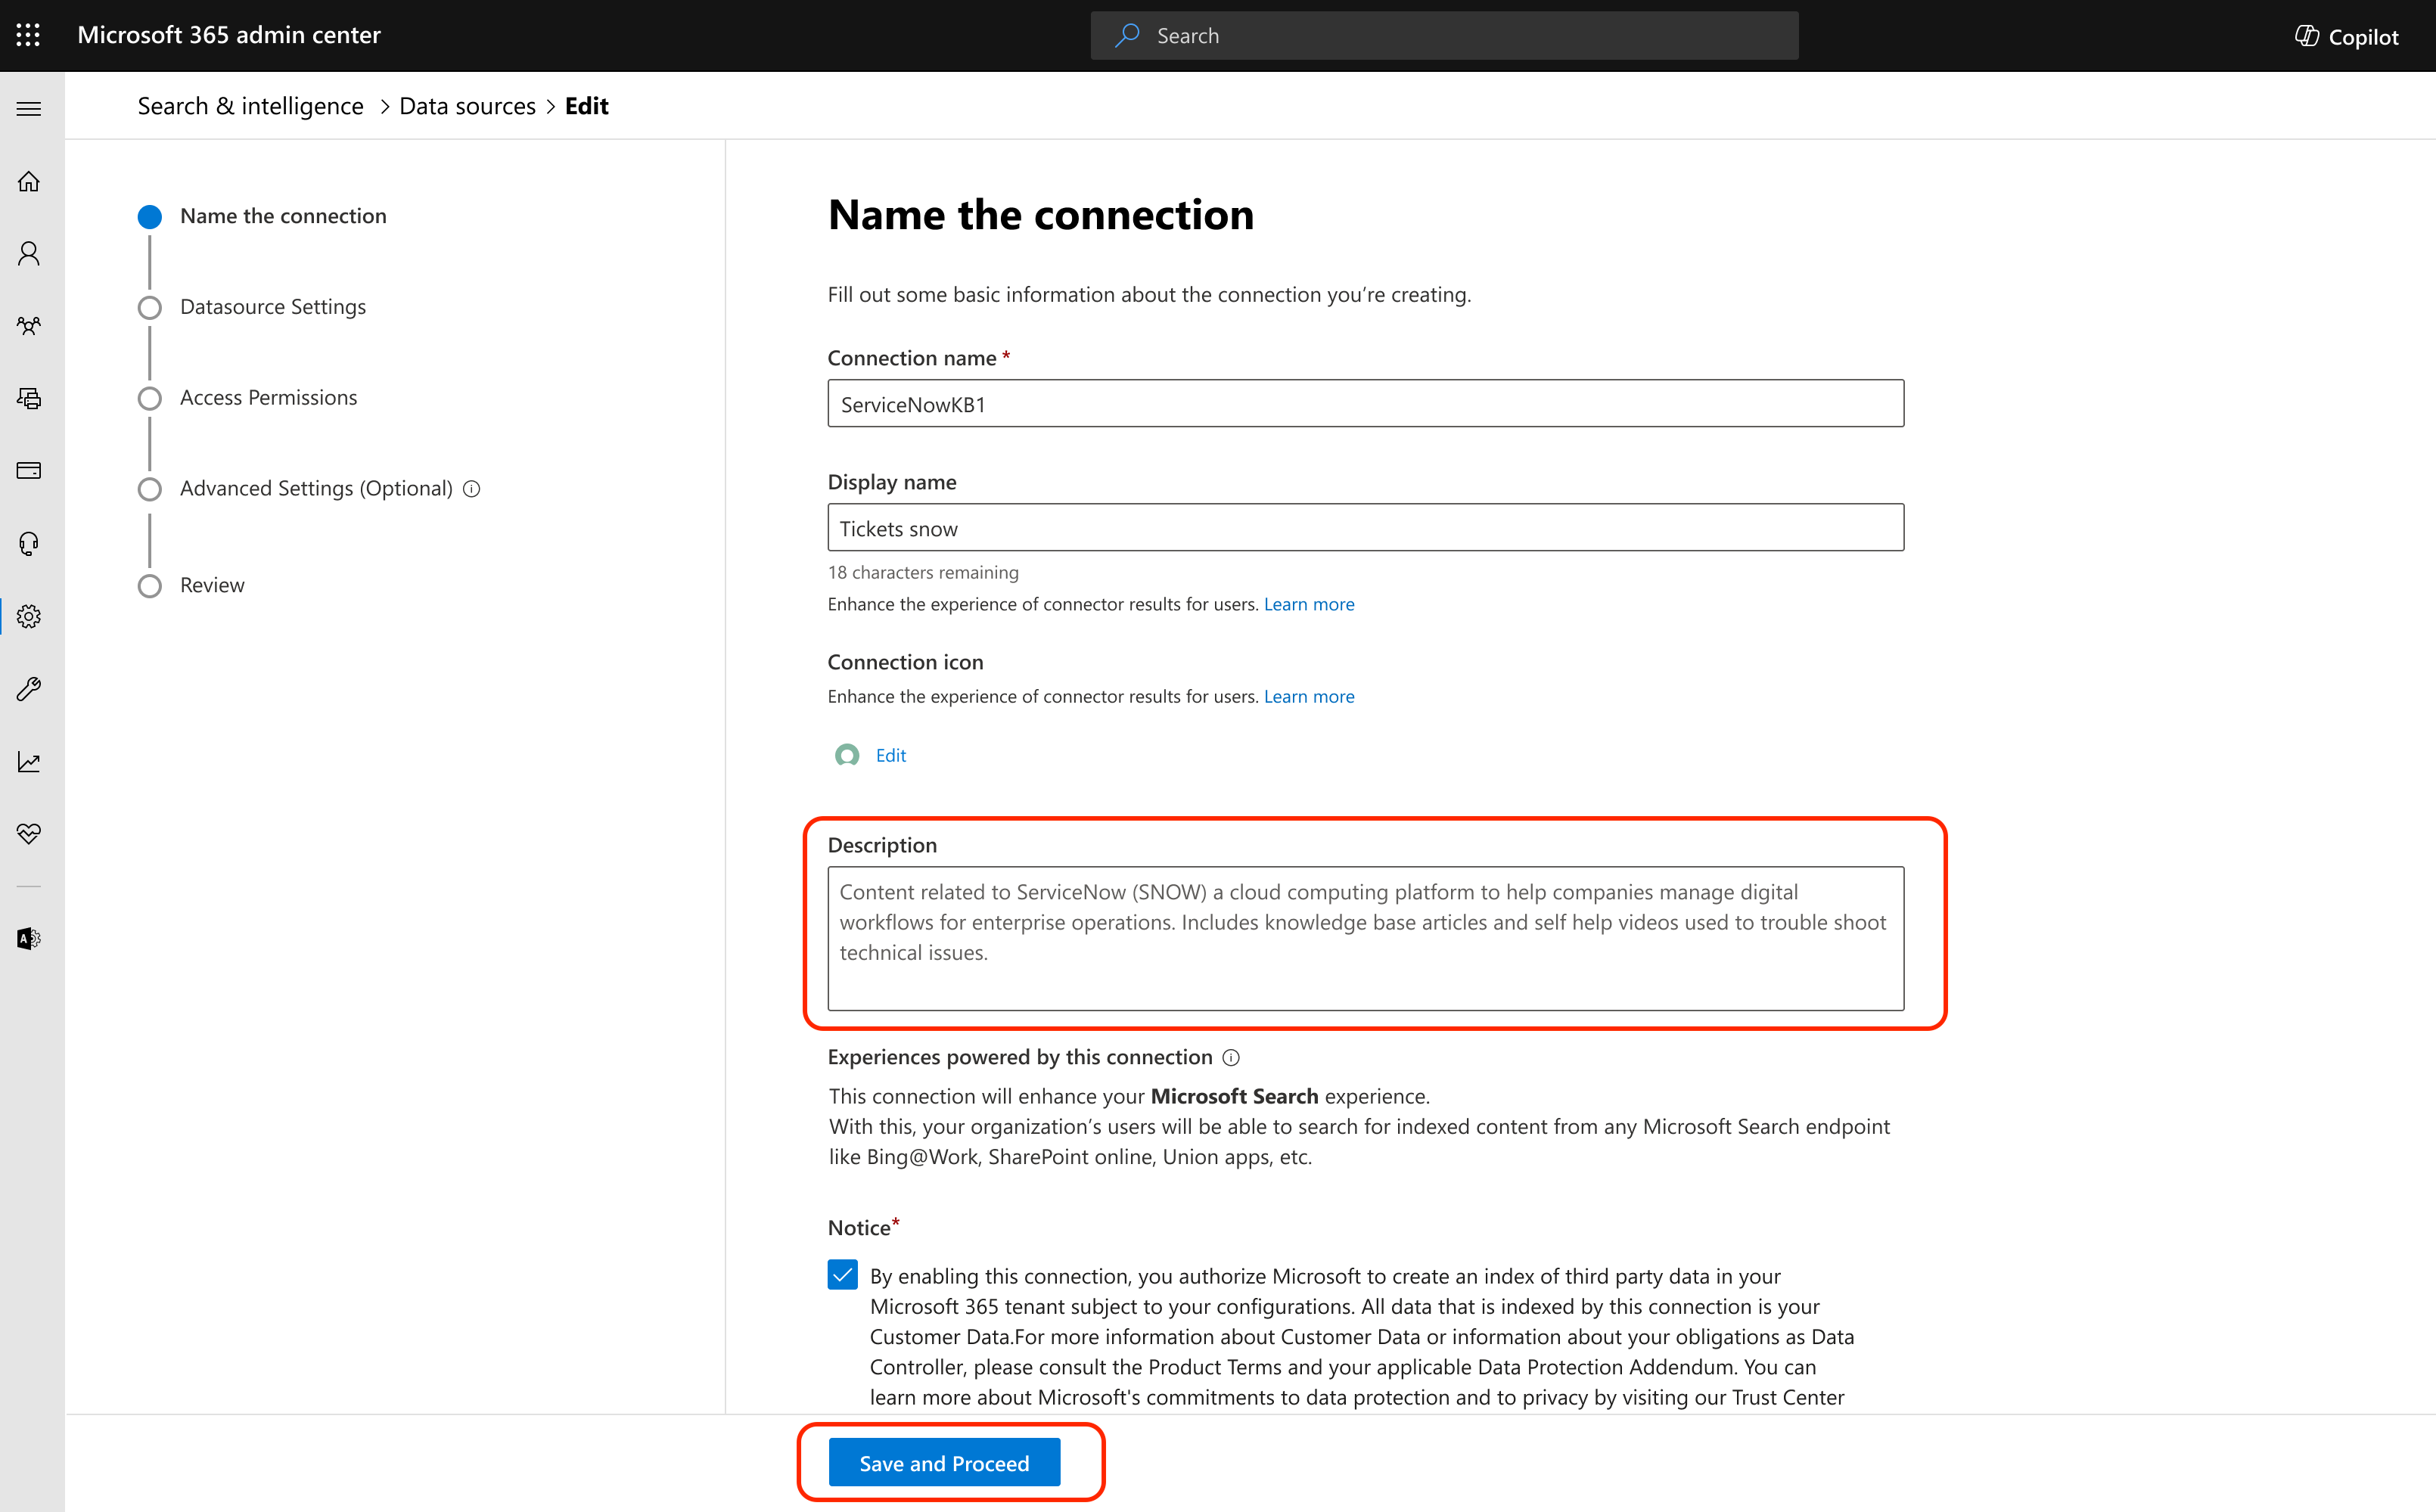 Microsoft 365 admin center
Search
Copilot
Search & intelligence > Data sources > Edit
Name the connection
Datasource Settings
Access Permissions
Advanced Settings (Optional)
Review
Name the connection
Fill out some basic information about the connection you’re creating.
Connection name *
ServiceNowKB1
Display name
Tickets snow
18 characters remaining
Enhance the experience of connector results for users. Learn more
Connection icon
Enhance the experience of connector results for users. Learn more
Edit
Description
Content related to ServiceNow (SNOW) a cloud computing platform to help companies manage digital
workflows for enterprise operations. Includes knowledge base articles and self help videos used to trouble shoot
technical issues.
Experiences powered by this connection
This connection will enhance your Microsoft Search experience.
With this, your organization’s users will be able to search for indexed content from any Microsoft Search endpoint
like Bing@Work, SharePoint online, Union apps, etc.
Notice*
By enabling this connection, you authorize Microsoft to create an index of third party data in your
Microsoft 365 tenant subject to your configurations. All data that is indexed by this connection is your
Customer Data.For more information about Customer Data or information about your obligations as Data
Controller, please consult the Product Terms and your applicable Data Protection Addendum. You can
learn more about Microsoft's commitments to data protection and to privacy by visiting our Trust Center
Save and Proceed